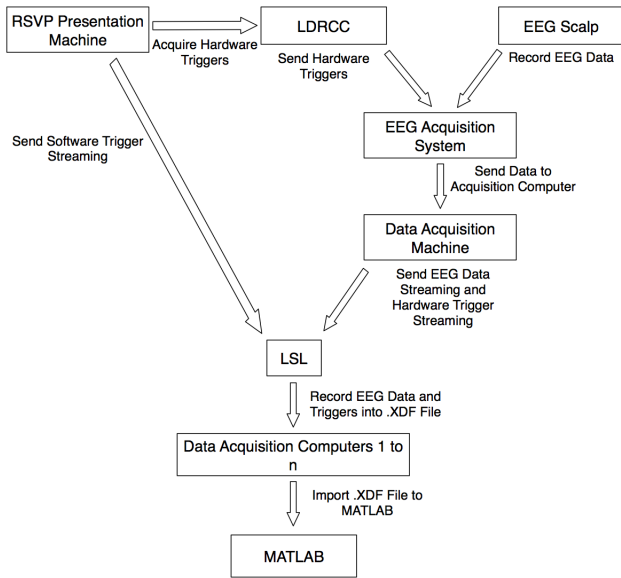 RSVP Presentation
Machine
Acquire Hardware
Triggers
LDRCC
EEG Scalp
Send Hardware
Triggers
Record EEG Data
EEG Acquisition
System
Send Software Trigger
Streaming
Send Data to
Acquisition Computer
Data Acquisition
Machine
Send EEG Data
Streaming and
Hardware Trigger
Streaming
LSL
Record EEG Data and
Triggers into .XDF File
Data Acquisition Computers 1 to
n
Import .XDF File to
MATLAB
MATLAB